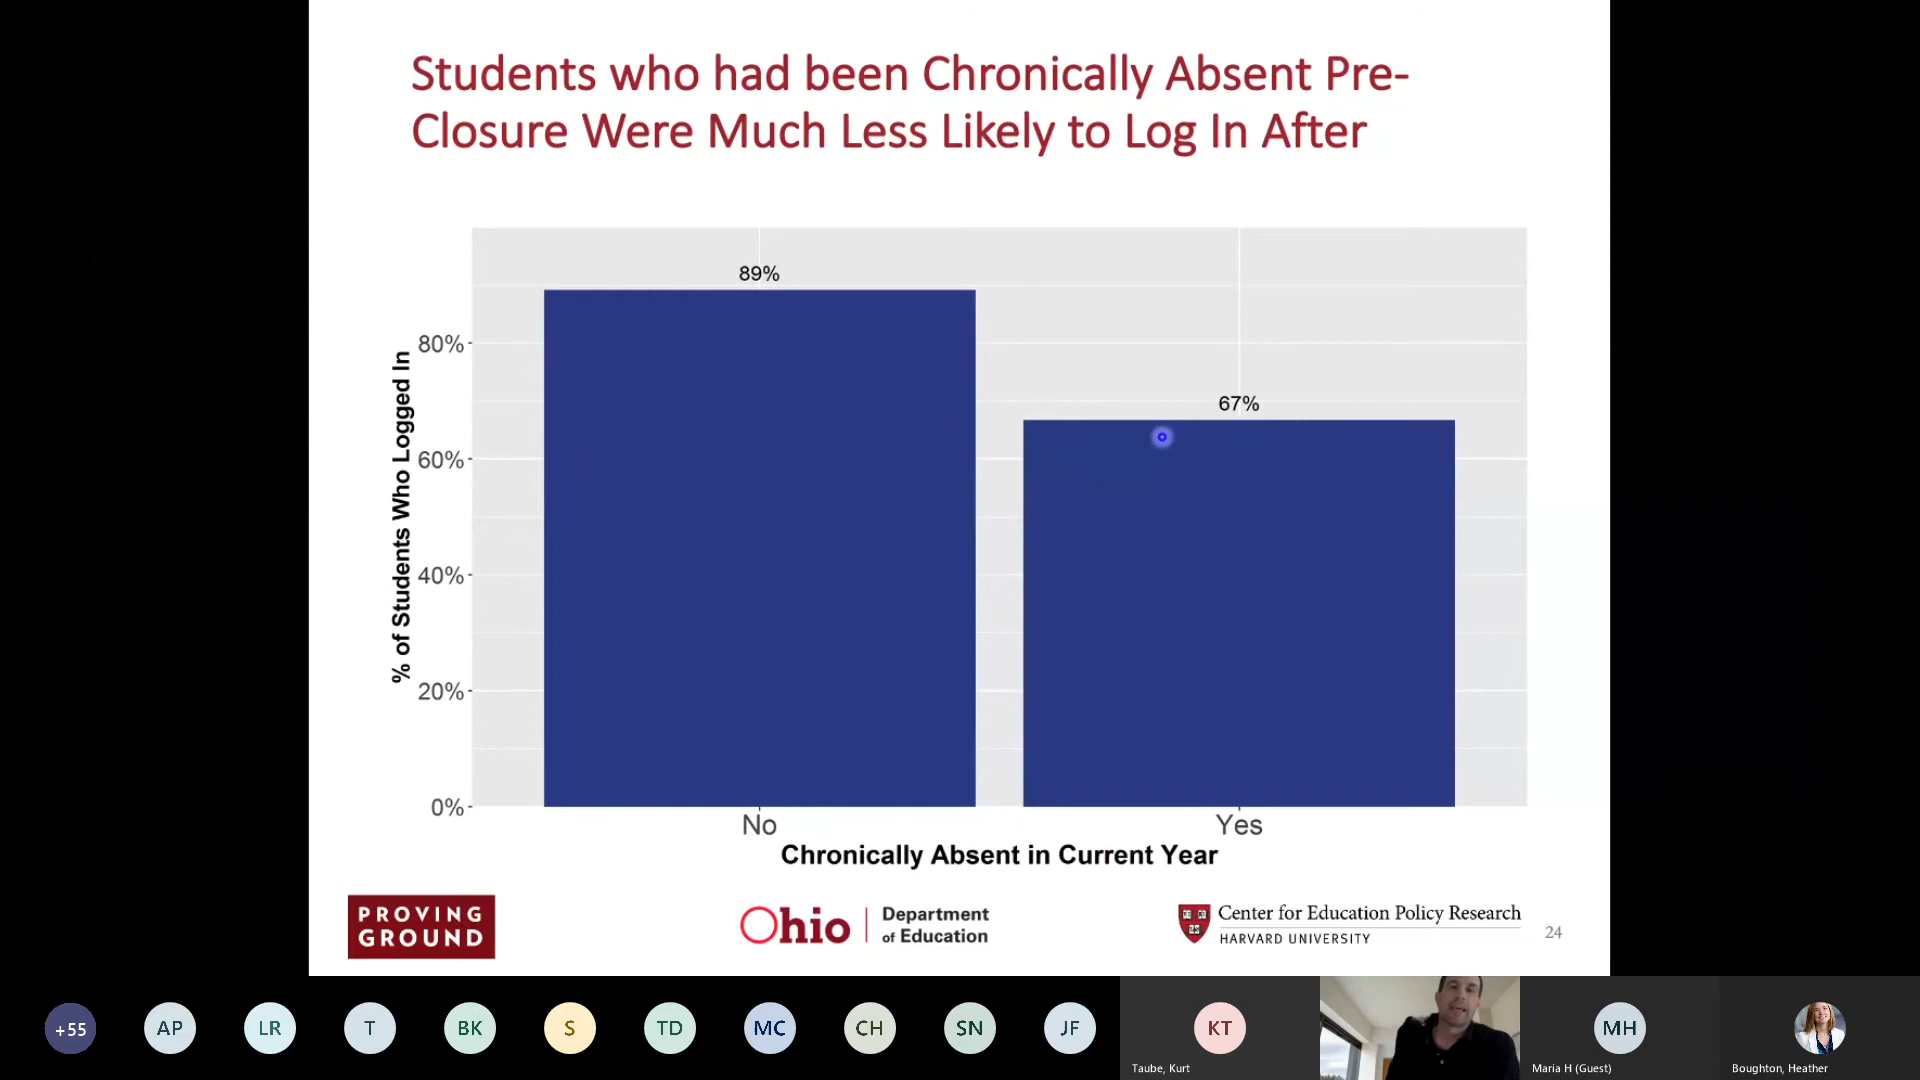 Students who had been Chronically Absent Pre-
Closure Were Much Less Likely to Log In After
89%
67%
80%
60%
40%
20%
0%
% of Students Who Logged In
No
Yes
Chronically Absent in Current Year
PROVING
GROUND
Ohio
Department
of Education
Center for Education Policy Research
HARVARD UNIVERSITY
24
+55
AP
LR
T
BK
S
TD
MC
CH
SN
JF
KT
MH
Taube, Kurt
Maria H (Guest)
Boughton, Heather